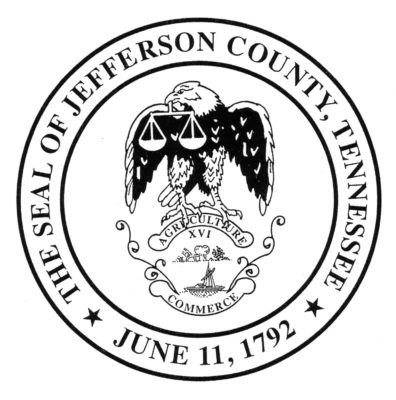 THE SEAL OF JEFFERSON COUNTY, TENNESSEE
AGRICULTURE
XVI
COMMERCE
★ JUNE 11, 1792 ★